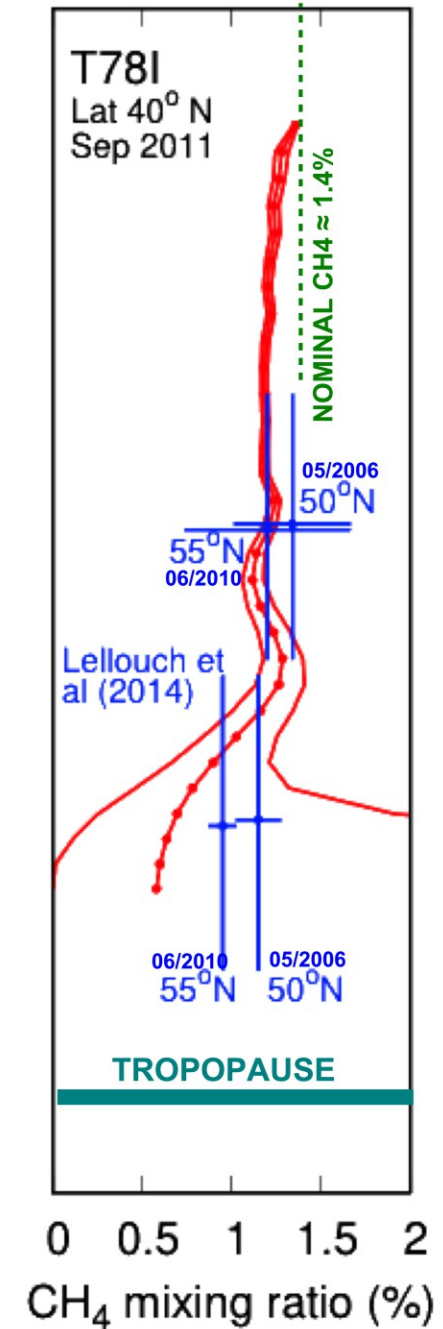 T78I
Lat 40° N
Sep 2011
NOMINAL CH4 ≈ 1.4%
05/2006
50°N
55°N
06/2010
Lellouch et
al (2014)
06/2010
05/2006
55°N
50°N
TROPOPAUSE
0 0.5 1 1.5 2
CH₄ mixing ratio (%)